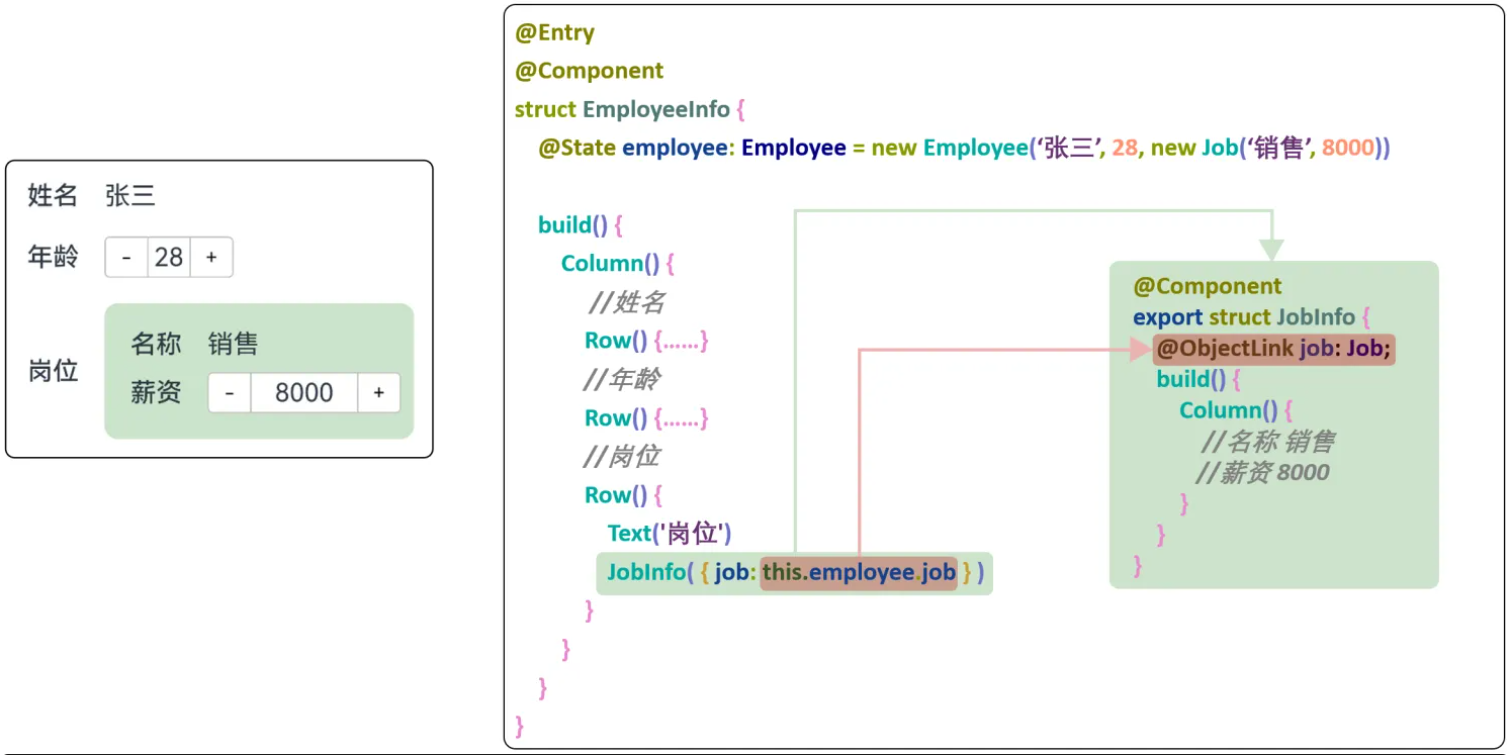 姓名 张三
年龄 - 28 +
岗位
名称 销售
薪资 - 8000 +
@Entry
@Component
struct EmployeeInfo {
@State employee: Employee = new Employee(‘张三’, 28, new Job(‘销售’, 8000))
build() {
Column() {
//姓名
Row() {......}
//年龄
Row() {......}
//岗位
Row() {
Text('岗位')
JobInfo( { job: this.employee.job } )
}
}
}
}
@Component
export struct JobInfo {
@ObjectLink job: Job;
build() {
Column() {
//名称 销售
//薪资 8000
}
}
}